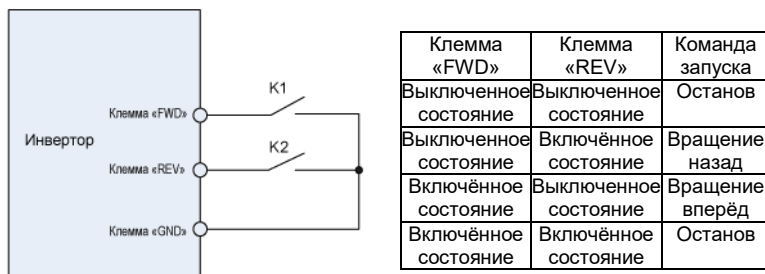 K1
Клемма «FWD»
Инвертор
K2
Клемма «REV»
Клемма «GND»
Клемма «FWD» Клемма «REV» Команда запуска
Выключенное состояние Выключенное состояние Останов
Выключенное состояние Включённое состояние Вращение назад
Включённое состояние Выключенное состояние Вращение вперёд
Включённое состояние Включённое состояние Останов